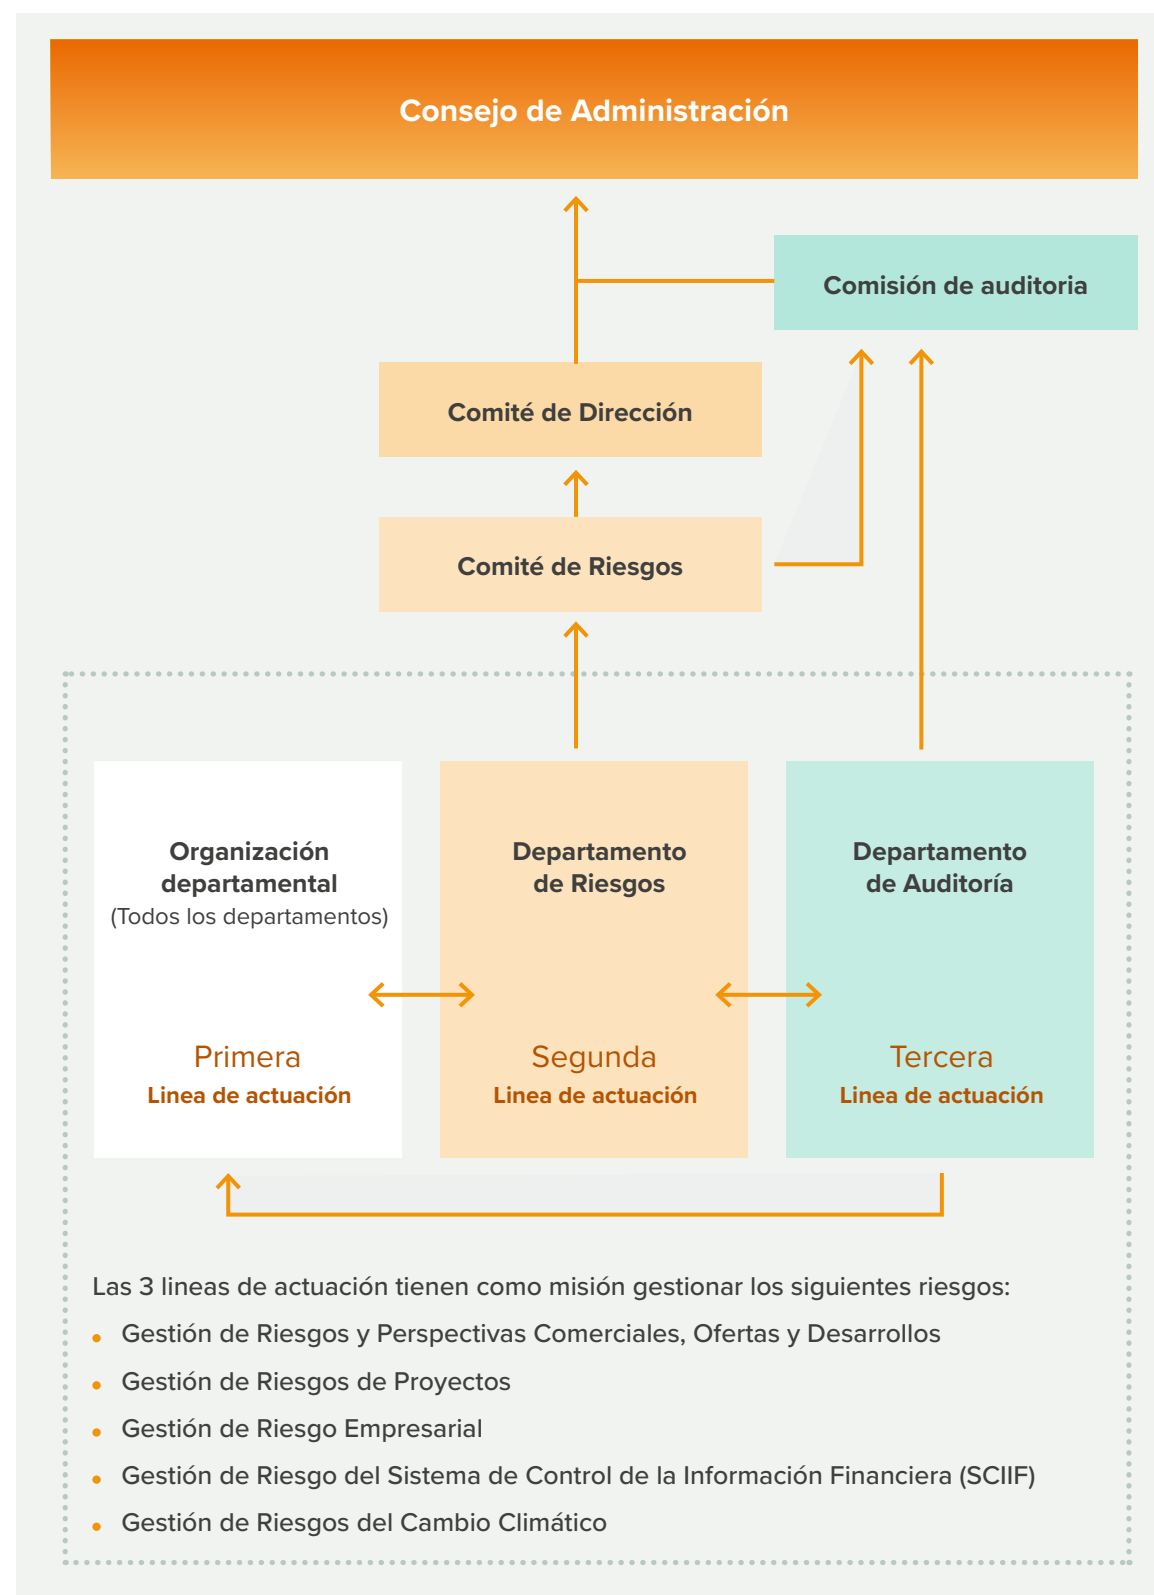 Consejo de Administración
Comisión de auditoria
Comité de Dirección
Comité de Riesgos
Organización
departamental
(Todos los departamentos)
Primera
Linea de actuación
Departamento
de Riesgos
Segunda
Linea de actuación
Departamento
de Auditoría
Tercera
Linea de actuación
Las 3 lineas de actuación tienen como misión gestionar los siguientes riesgos:
• Gestión de Riesgos y Perspectivas Comerciales, Ofertas y Desarrollos
• Gestión de Riesgos de Proyectos
• Gestión de Riesgo Empresarial
• Gestión de Riesgo del Sistema de Control de la Información Financiera (SCIIF)
• Gestión de Riesgos del Cambio Climático